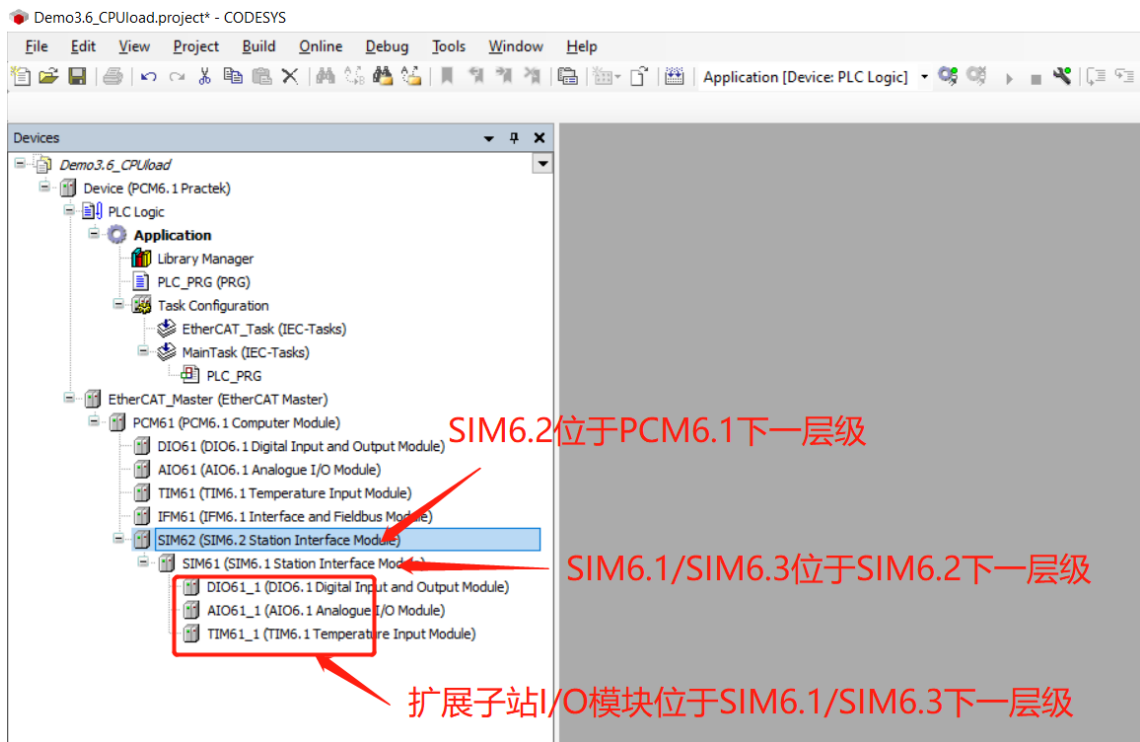 Demo3.6_CPUload.project* - CODESYS
File Edit View Project Build Online Debug Tools Window Help
Application [Device: PLC Logic]
Devices
Demo3.6_CPUload
Device (PCM6.1 Practek)
PLC Logic
Application
Library Manager
PLC_PRG (PRG)
Task Configuration
EtherCAT_Task (IEC-Tasks)
MainTask (IEC-Tasks)
PLC_PRG
EtherCAT_Master (EtherCAT Master)
PCM61 (PCM6.1 Computer Module)
SIM6.2位于PCM6.1下一层级
DIO61 (DIO6.1 Digital Input and Output Module)
AIO61 (AIO6.1 Analogue I/O Module)
TIM61 (TIM6.1 Temperature Input Module)
IFM61 (IFM6.1 Interface and Fieldbus Module)
SIM62 (SIM6.2 Station Interface Module)
SIM61 (SIM6.1 Station Interface Module)
SIM6.1/SIM6.3位于SIM6.2下一层级
DIO61_1 (DIO6.1 Digital Input and Output Module)
AIO61_1 (AIO6.1 Analogue I/O Module)
TIM61_1 (TIM6.1 Temperature Input Module)
扩展子站I/O模块位于SIM6.1/SIM6.3下一层级